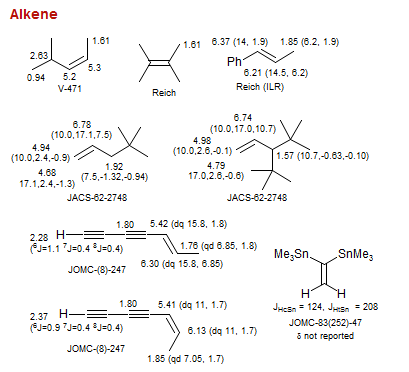 Alkene
1.61
2.63
0.94
5.2
5.3
V-471
1.61
Reich
6.37 (14, 1.9)
1.85 (6.2, 1.9)
Ph
6.21 (14.5, 6.2)
Reich (ILR)
6.78
(10.0,17.1,7.5)
4.94
(10.0,2.4,-0.9)
4.68
17.1,2.4,-1.3)
1.92
(7.5,-1.32,-0.94)
JACS-62-2748
6.74
(10.0,17.0,10.7)
4.98
(10.0,2.6,-0.1)
4.79
17.0,2.6,-0.6)
1.57 (10.7,-0.63,-0.10)
JACS-62-2748
1.80
5.42 (dq 15.8, 1.8)
2.28 H
(⁶J=1.1 ⁷J=0.4 ⁸J=0.4)
1.76 (qd 6.85, 1.8)
6.30 (dq 15.8, 6.85)
JOMC-(8)-247
1.80
5.41 (dq 11, 1.7)
2.37 H
(⁶J=0.9 ⁷J=0.4 ⁸J=0.4)
6.13 (dq 11, 1.7)
JOMC-(8)-247
1.85 (qd 7.05, 1.7)
Me₃Sn SnMe₃
H H
JHcSn = 124, JHtSn = 208
JOMC-83(252)-47
δ not reported